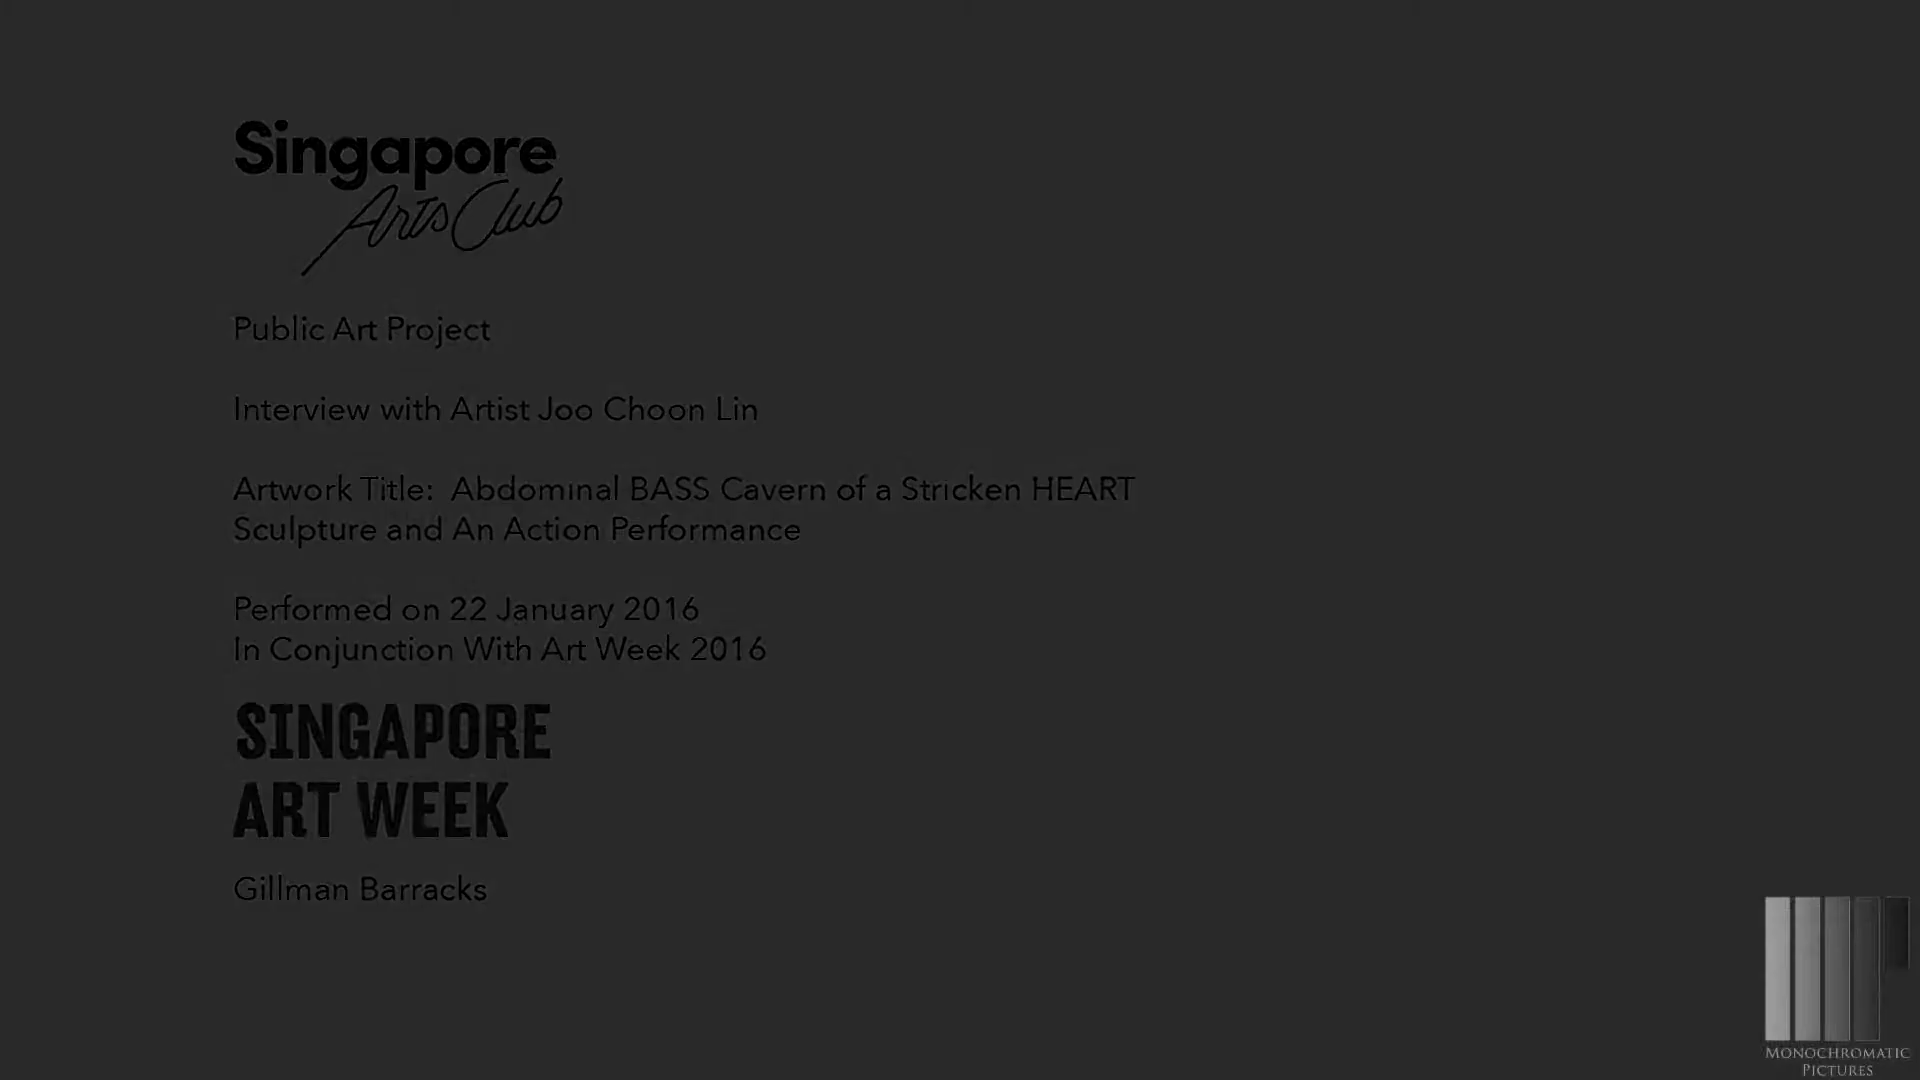 Singapore
Arts Club
Public Art Project
Interview with Artist Joo Choon Lin
Artwork Title: Abdominal BASS Cavern of a Stricken HEART
Sculpture and An Action Performance
Performed on 22 January 2016
In Conjunction With Art Week 2016
SINGAPORE
ART WEEK
Gillman Barracks
MONOCHROMATIC
PICTURES